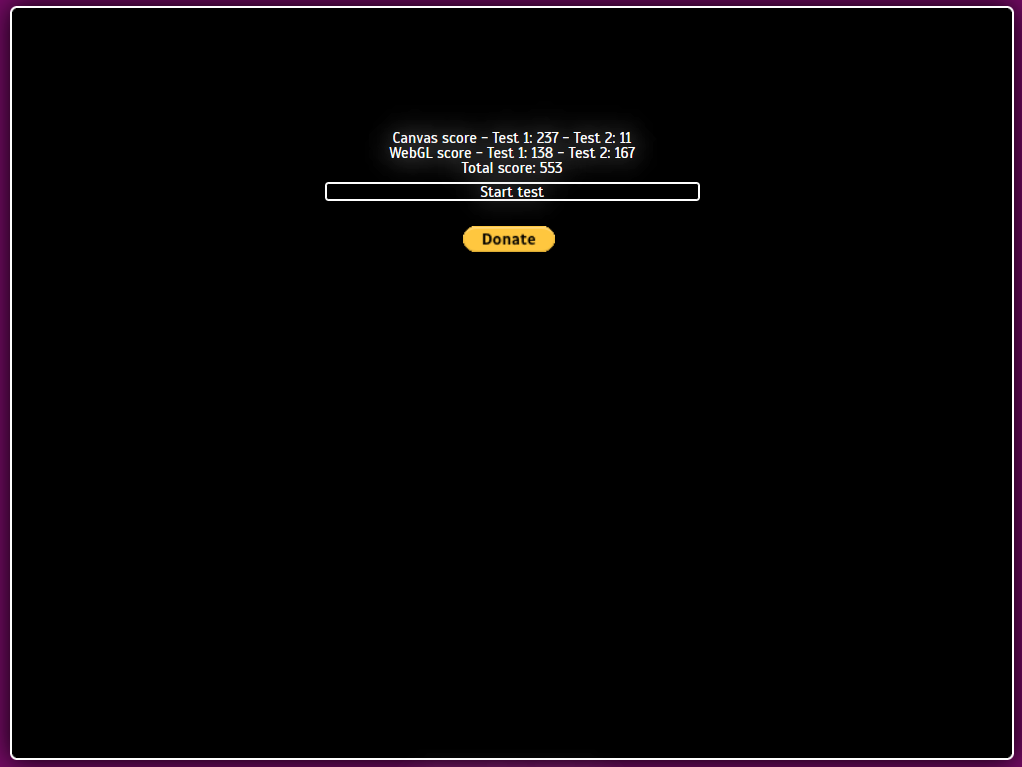 Canvas score - Test 1: 237 - Test 2: 11
WebGL score - Test 1: 138 - Test 2: 167
Total score: 553
Start test
Donate